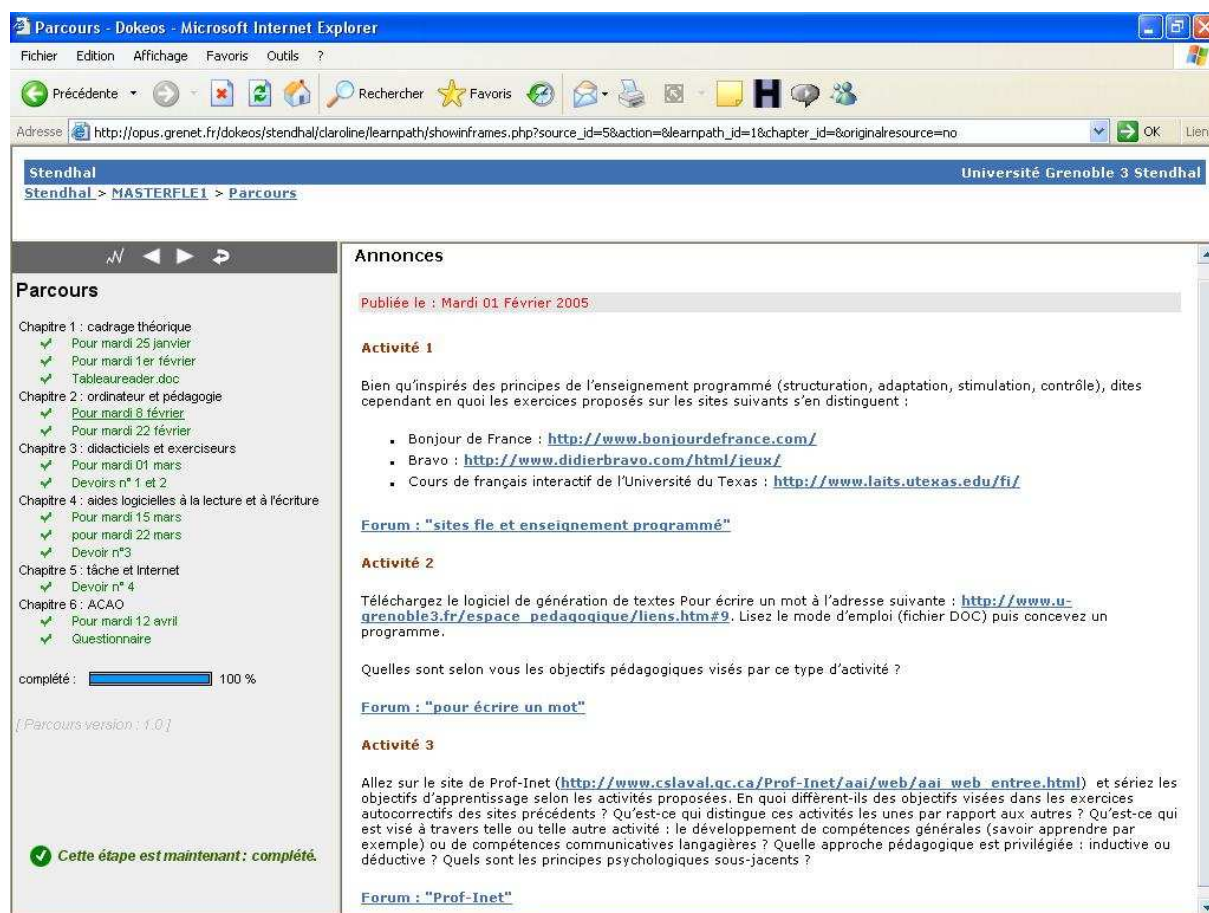 Parcours - Dokeos - Microsoft Internet Explorer
Fichier Edition Affichage Favoris Outils ?
Précédente Rechercher Favoris
Adresse http://opus.grenet.fr/dokeos/stendhal/claroline/learnpath/showinframes.php?source_id=5&action=&learnpath_id=1&chapter_id=&originalresource=no OK Lien
Stendhal Université Grenoble 3 Stendhal
Stendhal > MASTERFLE1 > Parcours
Parcours
Chapitre 1 : cadrage théorique
Pour mardi 25 janvier
Pour mardi 1er février
Tableaureader.doc
Chapitre 2 : ordinateur et pédagogie
Pour mardi 8 février
Pour mardi 22 février
Chapitre 3 : didacticiels et exerciseurs
Pour mardi 01 mars
Devoirs n° 1 et 2
Chapitre 4 : aides logicielles à la lecture et à l'écriture
Pour mardi 15 mars
pour mardi 22 mars
Devoir n°3
Chapitre 5 : tâche et Internet
Devoir n° 4
Chapitre 6 : ACAO
Pour mardi 12 avril
Questionnaire
complété : 100 %
[ Parcours version : 1.0 ]
Cette étape est maintenant : complété.
Annonces
Publiée le : Mardi 01 Février 2005
Activité 1
Bien qu'inspirés des principes de l'enseignement programmé (structuration, adaptation, stimulation, contrôle), dites
cependant en quoi les exercices proposés sur les sites suivants s'en distinguent :
Bonjour de France : http://www.bonjourdefrance.com/
Bravo : http://www.didierbravo.com/html/jeux/
Cours de français interactif de l'Université du Texas : http://www.laits.utexas.edu/fi/
Forum : "sites fle et enseignement programmé"
Activité 2
Téléchargez le logiciel de génération de textes Pour écrire un mot à l'adresse suivante : http://www.u-
grenoble3.fr/espace_pedagogique/liens.htm#9. Lisez le mode d'emploi (fichier DOC) puis concevez un
programme.
Quelles sont selon vous les objectifs pédagogiques visés par ce type d'activité ?
Forum : "pour écrire un mot"
Activité 3
Allez sur le site de Prof-Inet (http://www.cslaval.qc.ca/Prof-Inet/aai/web/aai_web_entree.html) et sériez les
objectifs d'apprentissage selon les activités proposées. En quoi diffèrent-ils des objectifs visées dans les exercices
autocorrectifs des sites précédents ? Qu'est-ce qui distingue ces activités les unes par rapport aux autres ? Qu'est-ce qui
est visé à travers telle ou telle autre activité : le développement de compétences générales (savoir apprendre par
exemple) ou de compétences communicatives langagières ? Quelle approche pédagogique est privilégiée : inductive ou
déductive ? Quels sont les principes psychologiques sous-jacents ?
Forum : "Prof-Inet"